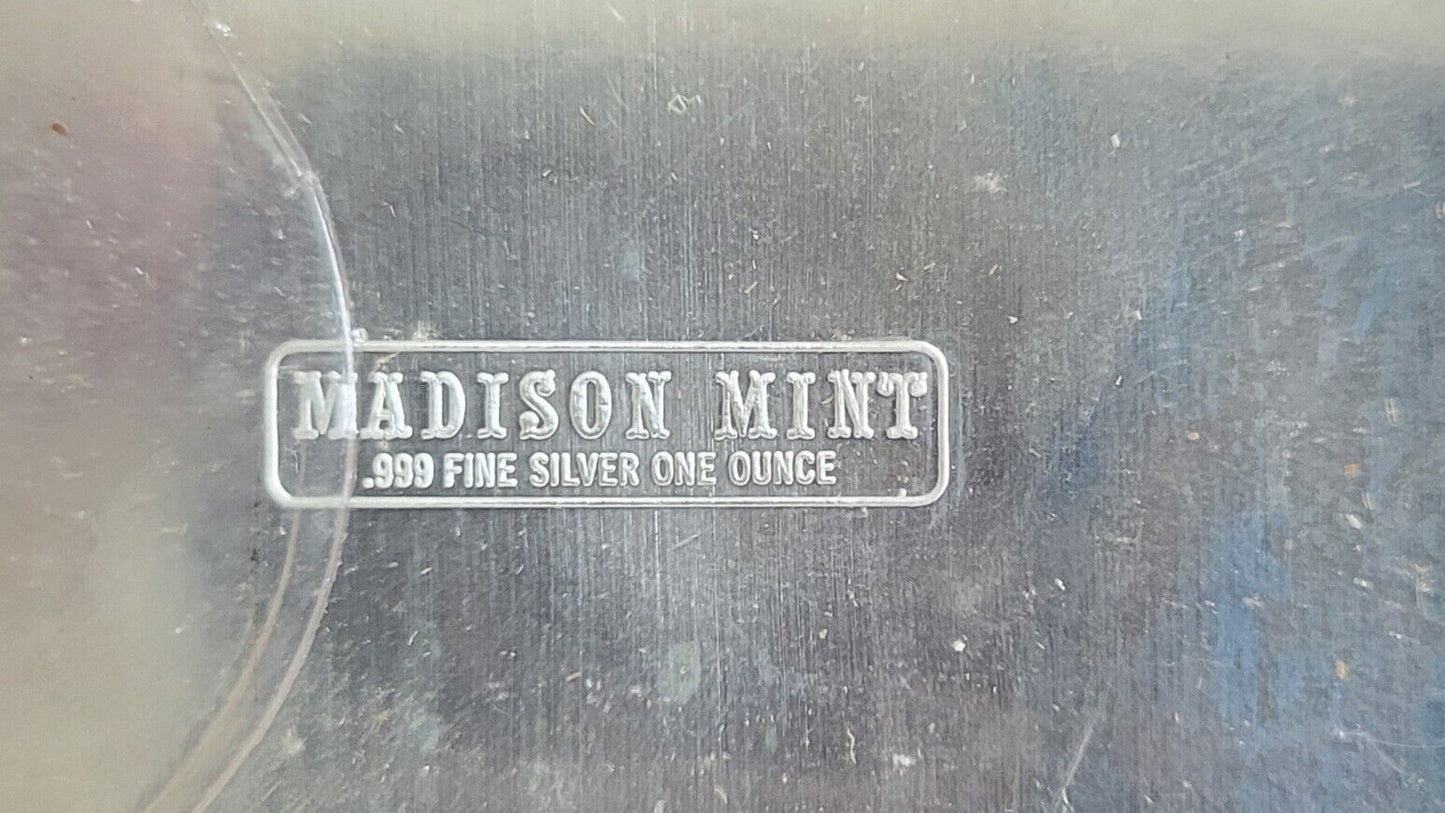 MADISON MINT
.999 FINE SILVER ONE OUNCE